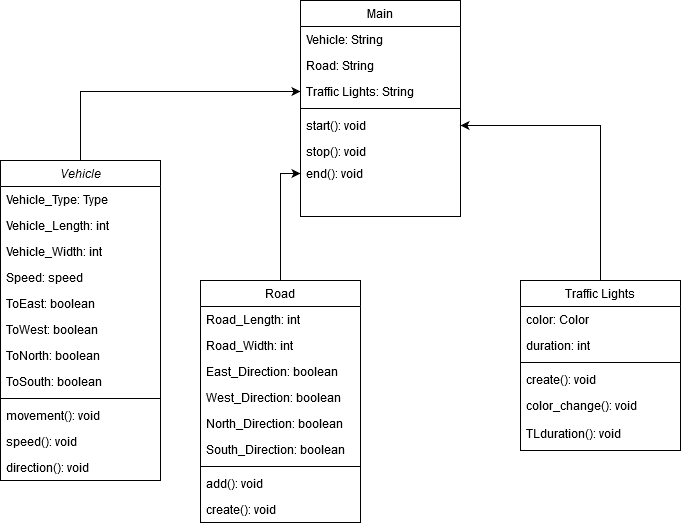 Main
Vehicle: String
Road: String
Traffic Lights: String
start(): void
stop(): void
end(): void
Vehicle
Vehicle_Type: Type
Vehicle_Length: int
Vehicle_Width: int
Speed: speed
ToEast: boolean
ToWest: boolean
ToNorth: boolean
ToSouth: boolean
movement(): void
speed(): void
direction(): void
Road
Road_Length: int
Road_Width: int
East_Direction: boolean
West_Direction: boolean
North_Direction: boolean
South_Direction: boolean
add(): void
create(): void
Traffic Lights
color: Color
duration: int
create(): void
color_change(): void
TLduration(): void